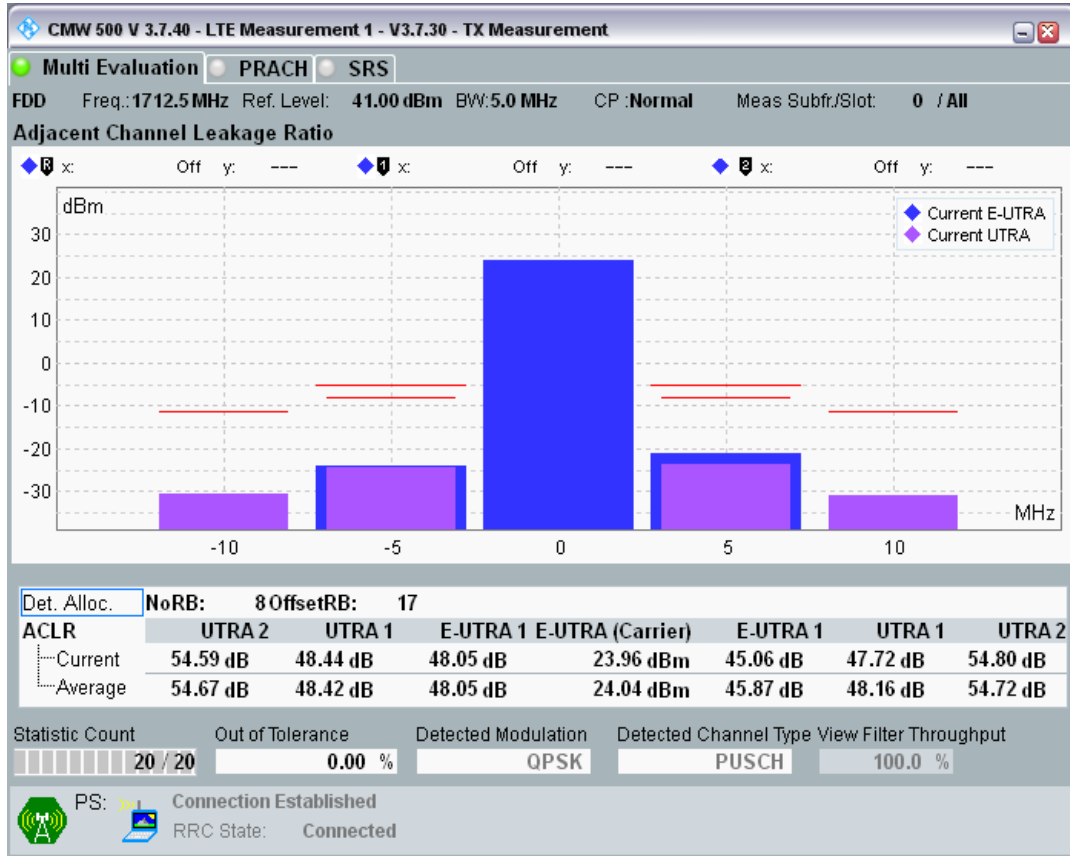 CMW 500 V 3.7.40 - LTE Measurement 1 - V3.7.30 - TX Measurement
Multi Evaluation PRACH SRS
FDD Freq.: 1712.5 MHz Ref. Level: 41.00 dBm BW: 5.0 MHz CP : Normal Meas Subfr./Slot: 0 / All
Adjacent Channel Leakage Ratio
R x: Off y: --- 1 x: Off y: --- 2 x: Off y: ---
dBm
Current E-UTRA
Current UTRA
30
20
10
0
-10
-20
-30
MHz
-10 -5 0 5 10
Det. Alloc. NoRB: 8 OffsetRB: 17
ACLR UTRA 2 UTRA 1 E-UTRA 1 E-UTRA (Carrier) E-UTRA 1 UTRA 1 UTRA 2
Current 54.59 dB 48.44 dB 48.05 dB 23.96 dBm 45.06 dB 47.72 dB 54.80 dB
Average 54.67 dB 48.42 dB 48.05 dB 24.04 dBm 45.87 dB 48.16 dB 54.72 dB
Statistic Count Out of Tolerance Detected Modulation Detected Channel Type View Filter Throughput
20 / 20 0.00 % QPSK PUSCH 100.0 %
PS: Connection Established
RRC State: Connected